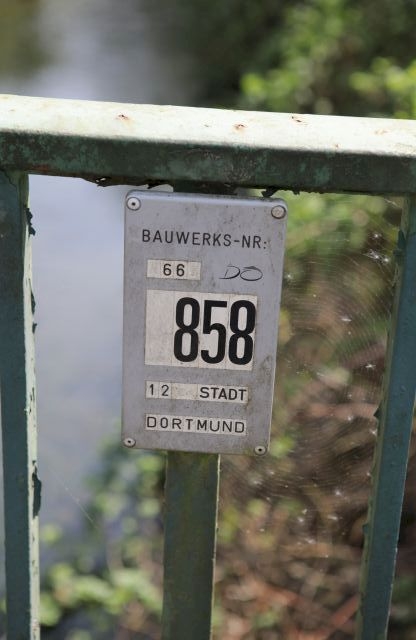 BAUWERKS-NR:
66 DO
858
12 STADT
DORTMUND